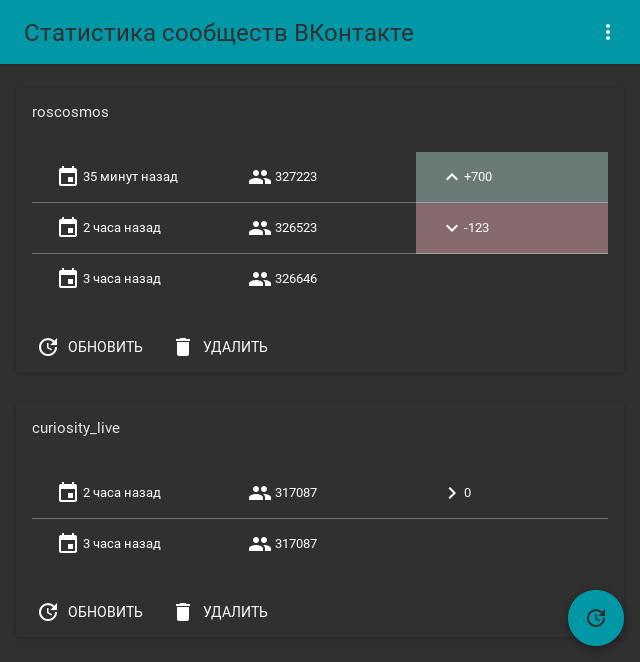 Статистика сообществ ВКонтакте
roscosmos
35 минут назад 327223 +700
2 часа назад 326523 -123
3 часа назад 326646
ОБНОВИТЬ УДАЛИТЬ
curiosity_live
2 часа назад 317087 0
3 часа назад 317087
ОБНОВИТЬ УДАЛИТЬ